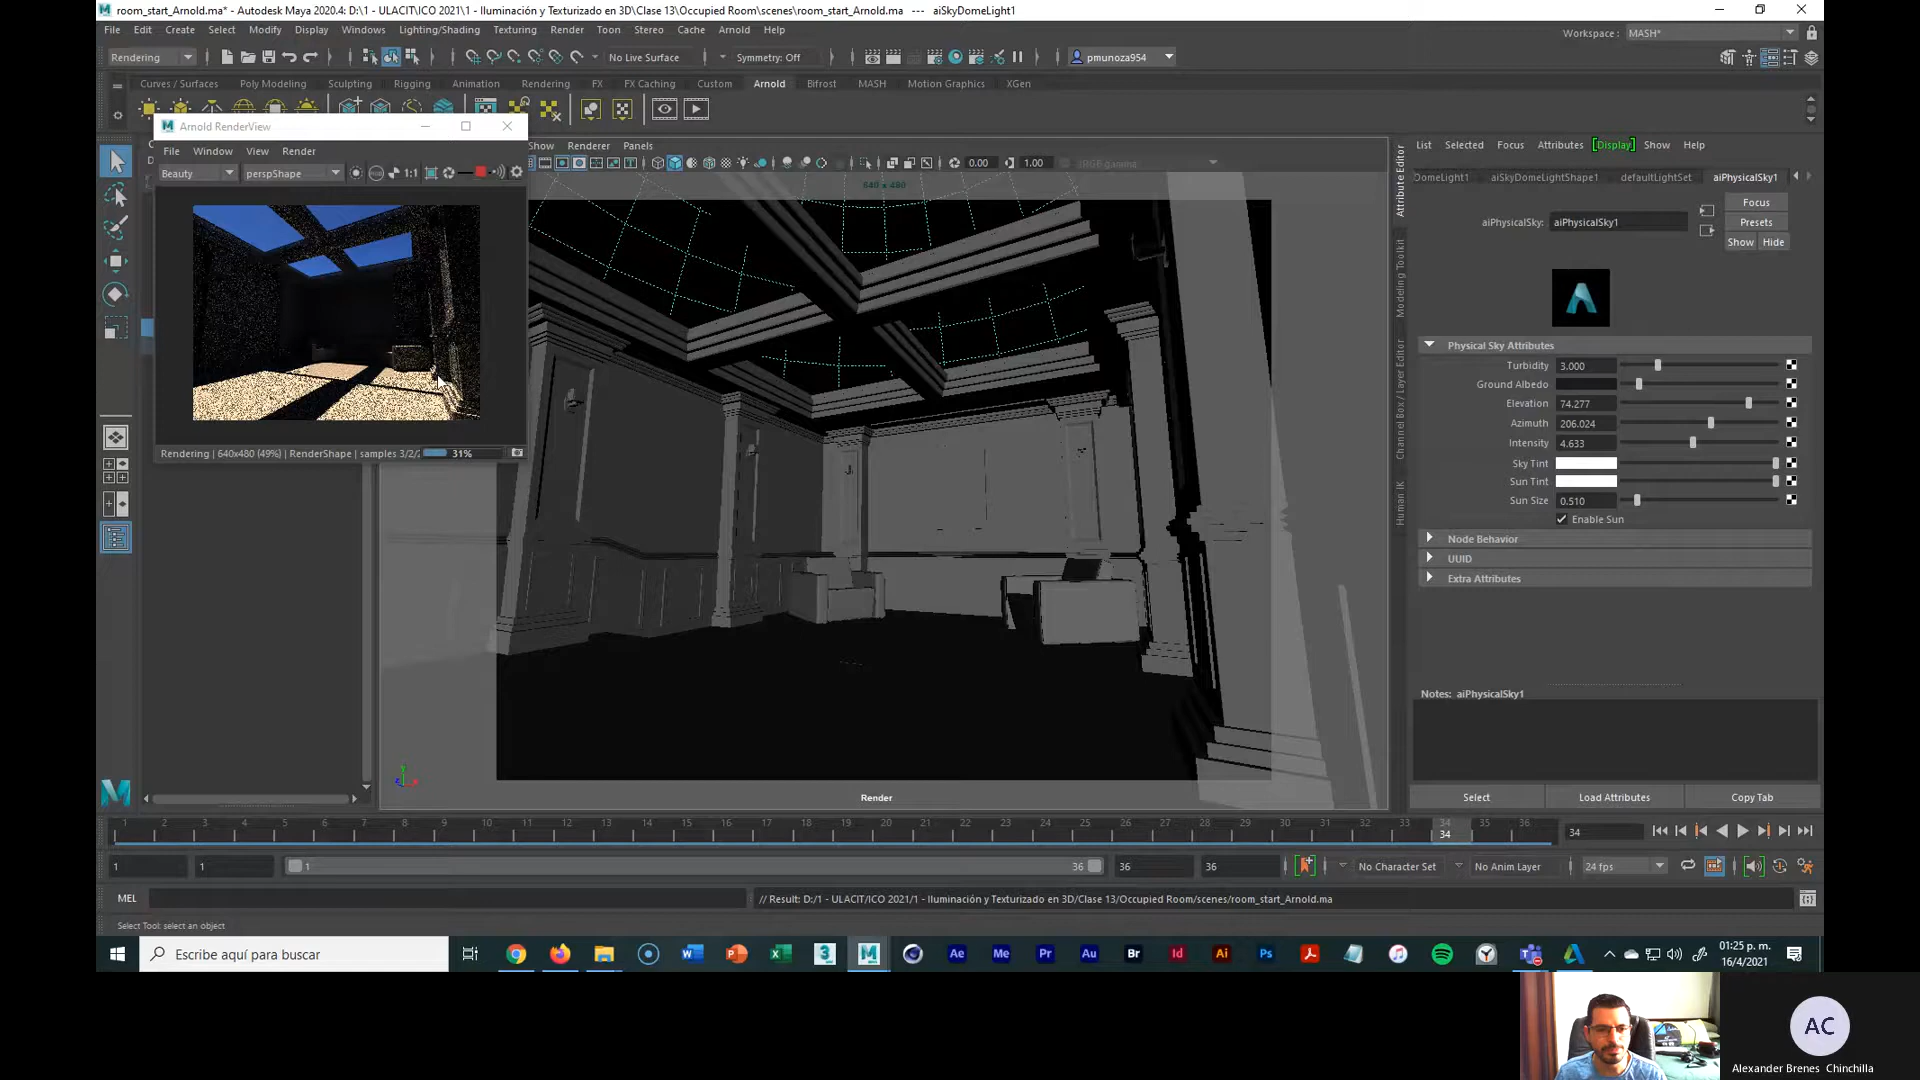 room_start_Arnold.ma* - Autodesk Maya 2020.4: D:\1 - ULACIT\ICO 2021\1 - Iluminación y Texturizado en 3D\Clase 13\Occupied Room\scenes\room_start_Arnold.ma --- aiSkyDomeLight1
File Edit Create Select Modify Display Windows Lighting/Shading Texturing Render Toon Stereo Cache Arnold Help
Workspace : MASH*
Rendering
No Live Surface
Symmetry: Off
pmunoza954
Curves / Surfaces Poly Modeling Sculpting Rigging Animation Rendering FX FX Caching Custom Arnold Bifrost MASH Motion Graphics XGen
Arnold RenderView
File Window View Render
Beauty
perspShape
1:1
Rendering | 640x480 (49%) | RenderShape | samples 3/2/
31%
Show Renderer Panels
0.00
1.00
640 x 480
Render
List Selected Focus Attributes Display Show Help
DomeLight1 aiSkyDomeLightShape1 defaultLightSet aiPhysicalSky1
aiPhysicalSky: aiPhysicalSky1
Focus
Presets
Show Hide
Physical Sky Attributes
Turbidity 3.000
Ground Albedo
Elevation 74.277
Azimuth 206.024
Intensity 4.633
Sky Tint
Sun Tint
Sun Size 0.510
Enable Sun
Node Behavior
UUID
Extra Attributes
Notes: aiPhysicalSky1
Select Load Attributes Copy Tab
Attribute Editor
Modeling Toolkit
Channel Box / Layer Editor
Human IK
1 2 3 4 5 6 7 8 9 10 11 12 13 14 15 16 17 18 19 20 21 22 23 24 25 26 27 28 29 30 31 32 33 34 35 36
34
34
1 1 1 36 36 36
No Character Set
No Anim Layer
24 fps
MEL
// Result: D:/1 - ULACIT/ICO 2021/1 - Iluminación y Texturizado en 3D/Clase 13/Occupied Room/scenes/room_start_Arnold.ma
Select Tool: select an object
Escribe aquí para buscar
3 M Ae Me Pr Au Br Id Ai Ps
01:25 p. m.
16/4/2021
AC
Alexander Brenes Chinchilla